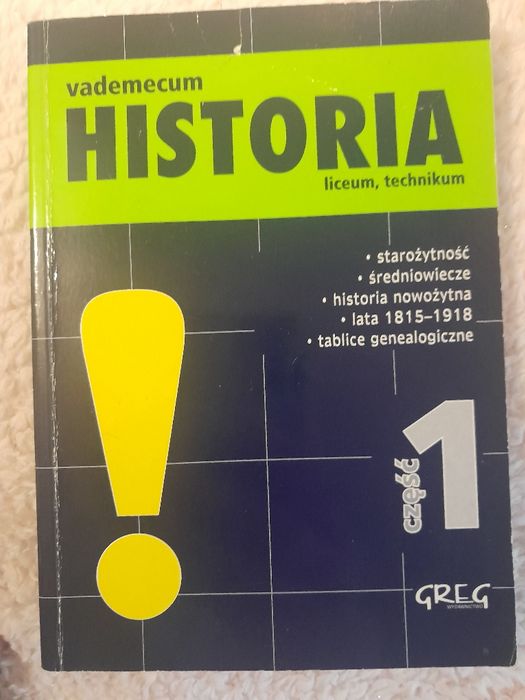 vademecum
HISTORIA
liceum, technikum
• starożytność
• średniowiecze
• historia nowożytna
• lata 1815–1918
• tablice genealogiczne
!
część 1
GREG
WYDAWNICTWO